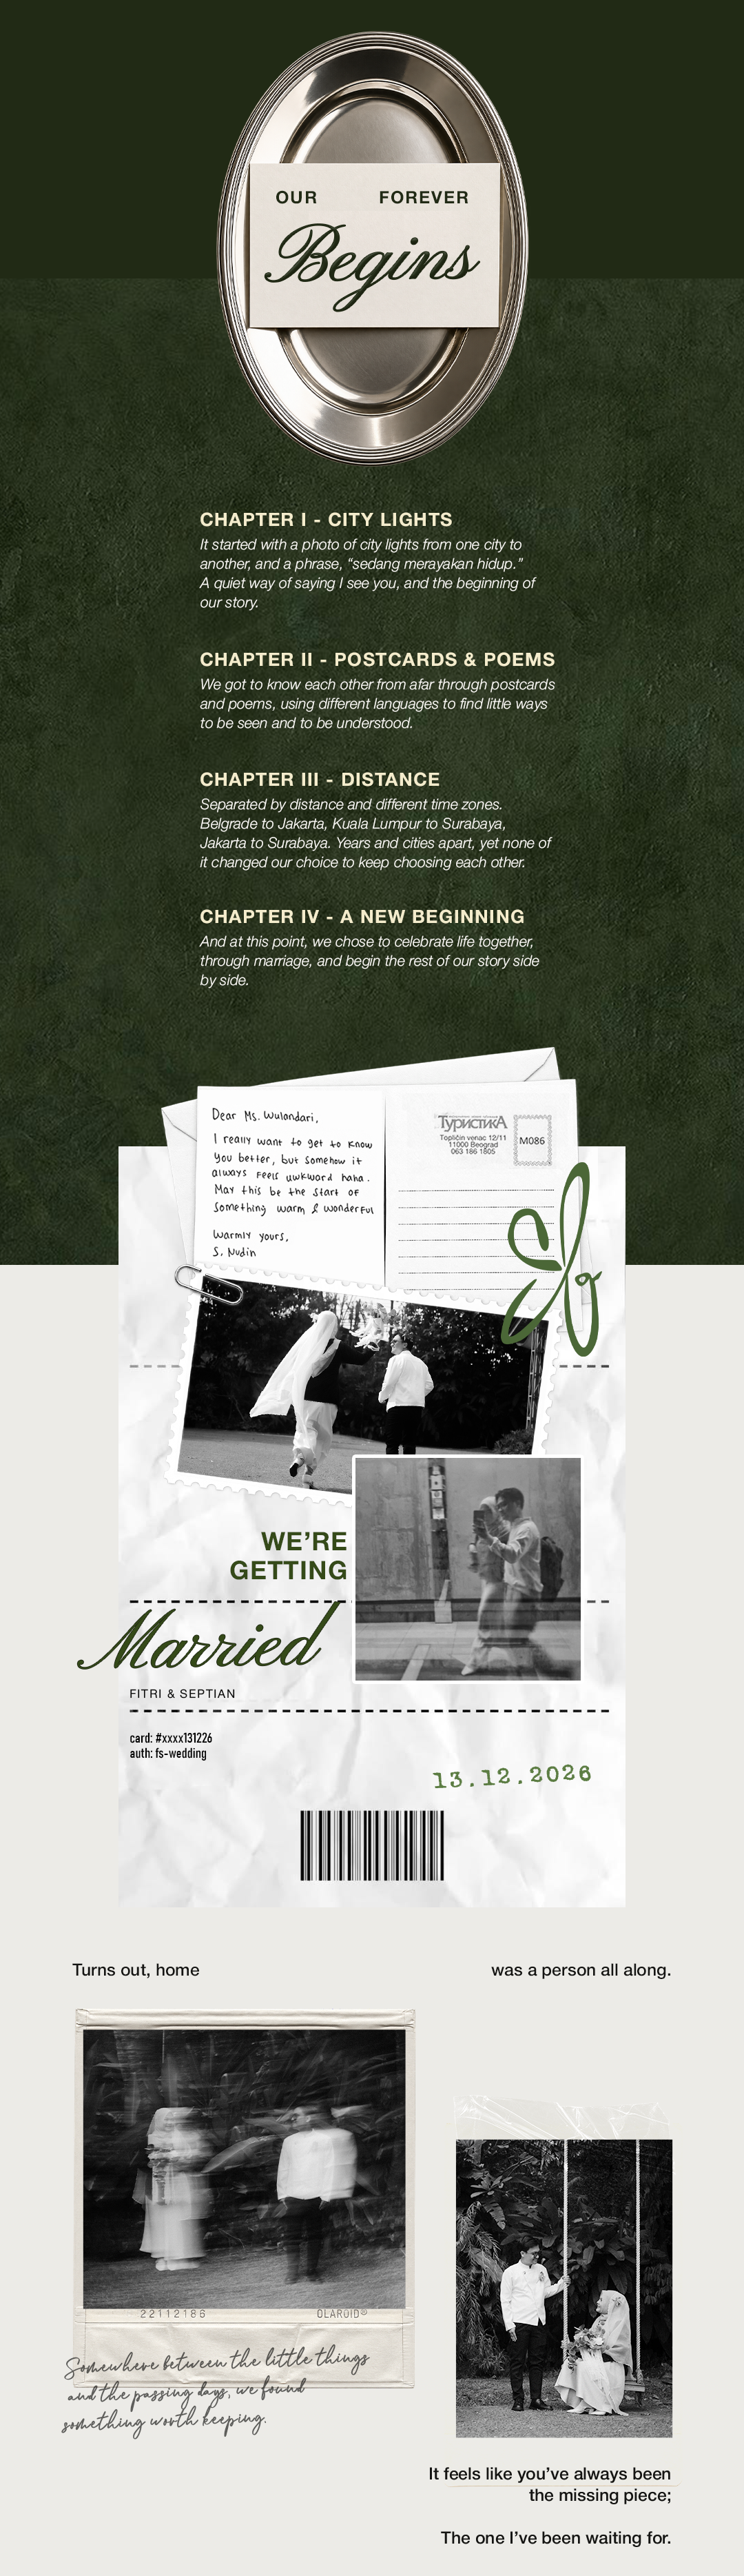 OUR FOREVER
Begins
CHAPTER I - CITY LIGHTS
It started with a photo of city lights from one city to
another, and a phrase, “sedang merayakan hidup.”
A quiet way of saying I see you, and the beginning of
our story.
CHAPTER II - POSTCARDS & POEMS
We got to know each other from afar through postcards
and poems, using different languages to find little ways
to be seen and to be understood.
CHAPTER III - DISTANCE
Separated by distance and different time zones.
Belgrade to Jakarta, Kuala Lumpur to Surabaya,
Jakarta to Surabaya. Years and cities apart, yet none of
it changed our choice to keep choosing each other.
CHAPTER IV - A NEW BEGINNING
And at this point, we chose to celebrate life together,
through marriage, and begin the rest of our story side
by side.
Dear Ms. Wulandari,
I really want to get to know
you better, but somehow it
always feels uwkward haha.
May this be the start of
something warm & wonderful
Warmly yours,
S. Nudin
ТуристикА
Topličin venac 12/11
11000 Beograd
063 186 1805
M086
WE’RE
GETTING
Married
FITRI & SEPTIAN
card: #xxxx131226
auth: fs-wedding
13.12.2026
Turns out, home was a person all along.
22112186 OLAROID®
Somewhere between the little things
and the passing days, we found
something worth keeping.
It feels like you’ve always been
the missing piece;
The one I’ve been waiting for.